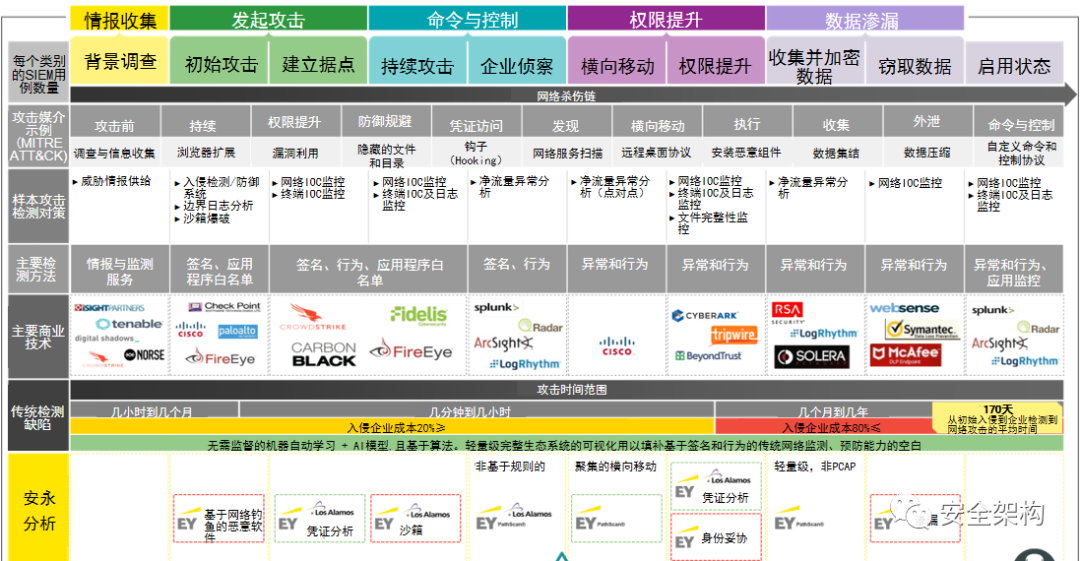 情报收集
发起攻击
命令与控制
权限提升
数据渗漏
每个类别
的SIEM用
例数量
背景调查
初始攻击
建立据点
持续攻击
企业侦察
横向移动
权限提升
收集并加密
数据
窃取数据
启用状态
网络杀伤链
攻击媒介
示例
（MITRE
ATT&CK）
攻击前
持续
权限提升
防御规避
凭证访问
发现
横向移动
执行
收集
外泄
命令与控制
调查与信息收集
浏览器扩展
漏洞利用
隐藏的文件
和目录
钩子
（Hooking）
网络服务扫描
远程桌面协议
安装恶意组件
数据集结
数据压缩
自定义命令和
控制协议
样本攻击
检测对策
威胁情报供给
入侵检测/防御
系统
边界日志分析
沙箱爆破
网络IOC监控
终端IOC监控
网络IOC监控
终端IOC及日志
监控
净流量异常分
析
净流量异常分
析（点对点）
网络IOC监控
终端IOC及日志
监控
文件完整性监
控
净流量异常分
析
网络IOC监控
网络IOC监控
终端IOC及日志
监控
主要检
测方法
情报与监测
服务
签名、应用
程序白名单
签名、行为、应用程序白
名单
签名、行为
异常和行为
异常和行为
异常和行为
异常和行为
异常和行为、
应用监控
主要商业
技术
iSIGHTPARTNERS
tenable
digital shadows_
CROWDSTRIKE
NORSE
Check Point
SOFTWARE TECHNOLOGIES LTD.
CISCO
paloalto
FireEye
CROWDSTRIKE
CARBON
BLACK
Fidelis
Cybersecurity
FireEye
splunk>
QRadar
ArcSight
LogRhythm
CISCO
CYBERARK
tripwire
BeyondTrust
RSA
SECURITY
LogRhythm
SOLERA
websense
Symantec.
Data Loss Prevention
McAfee
DLP Endpoint
splunk>
QRadar
ArcSight
LogRhythm
攻击时间范围
传统检测
缺陷
几小时到几个月
几分钟到几小时
几个月到几年
170天
从初始入侵到企业检测到
网络攻击的平均时间
入侵企业成本20%≥
入侵企业成本80%≤
无需监督的机器自动学习 + AI模型,且基于算法。轻量级完整生态系统的可视化用以填补基于签名和行为的传统网络监测、预防能力的空白
安永
分析
EY
基于网络钓
鱼的恶意软
件
EY
Los Alamos
凭证分析
EY
Los Alamos
沙箱
非基于规则的
EY
Los Alamos
PathScan®
聚集的横向移动
EY
PathScan®
EY
Los Alamos
凭证分析
EY
身份妥协
轻量级，非PCAP
EY
PathScan®
EY
漏
安全架构